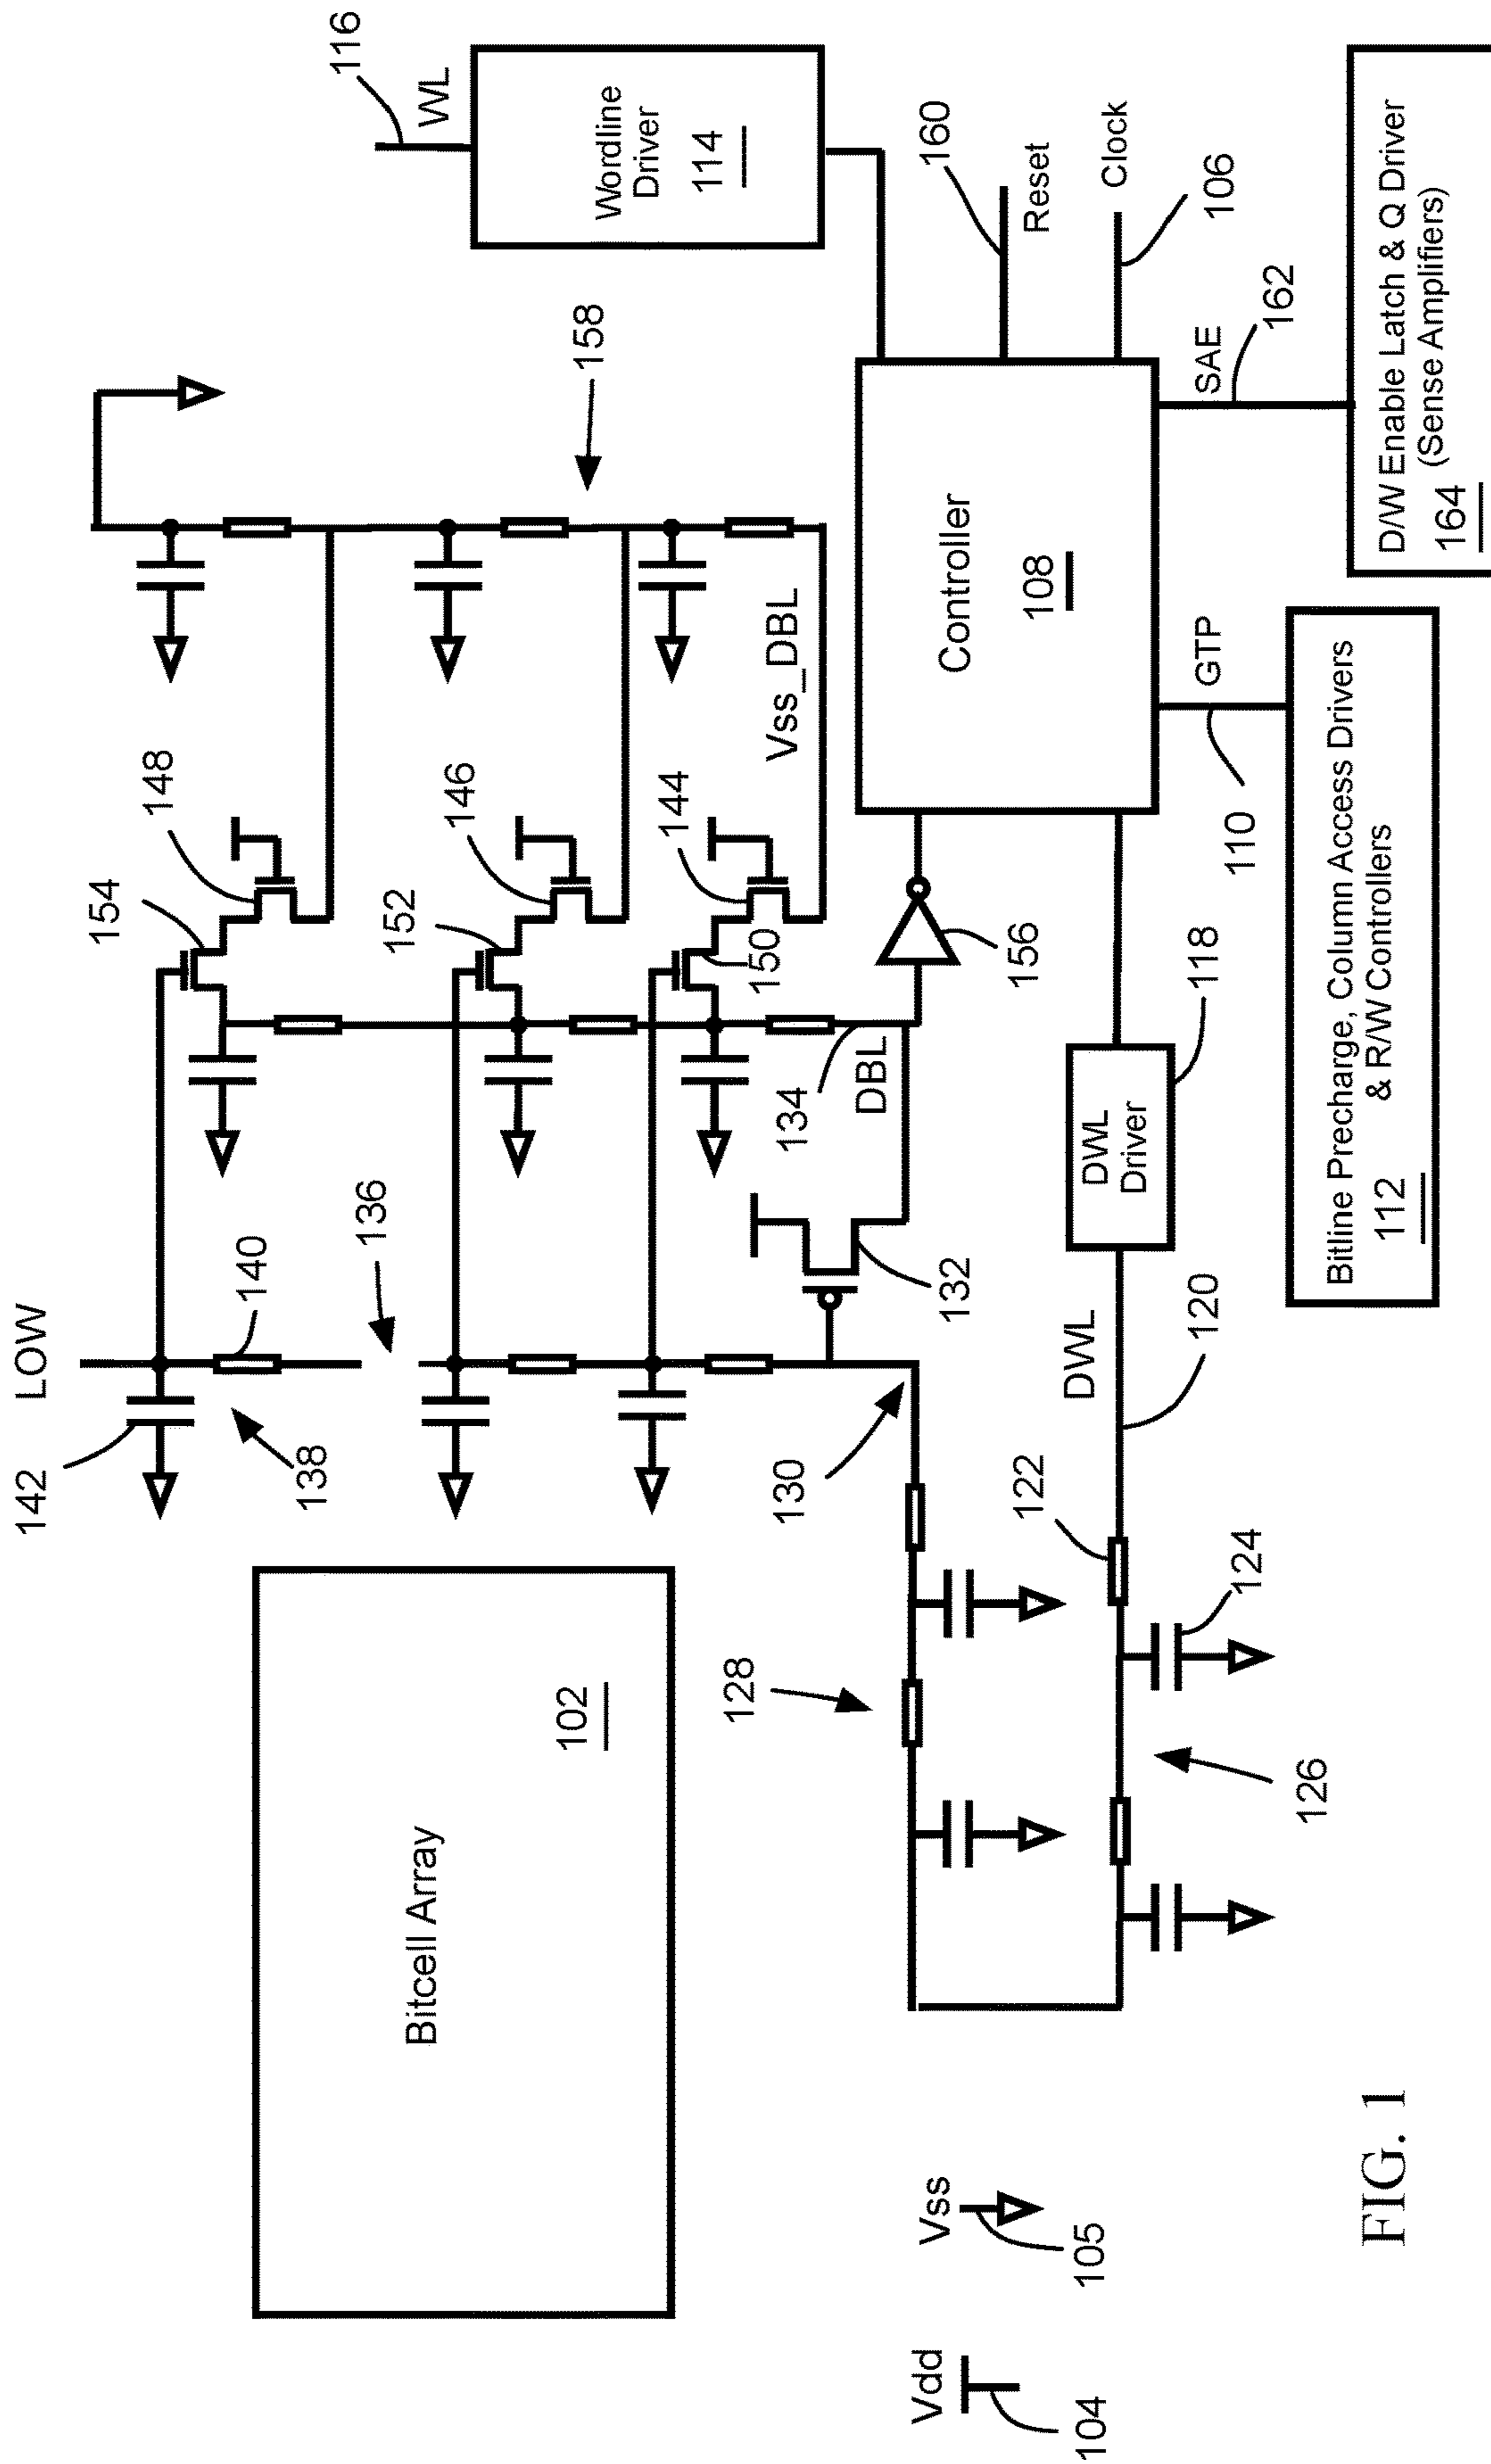 142
LOW
140
138
136
154
148
158
116
WL
Wordline
Driver
114
152
146
150
144
Vss_DBL
Bitcell Array
102
130
132
134
DBL
156
Controller
108
160
Reset
Clock
106
128
122
124
126
DWL
120
DWL
Driver
118
110
GTP
SAE
162
Vdd
104
Vss
105
Bitline Precharge, Column Access Drivers
& R/W Controllers
112
D/W Enable Latch & Q Driver
(Sense Amplifiers)
164
FIG. 1